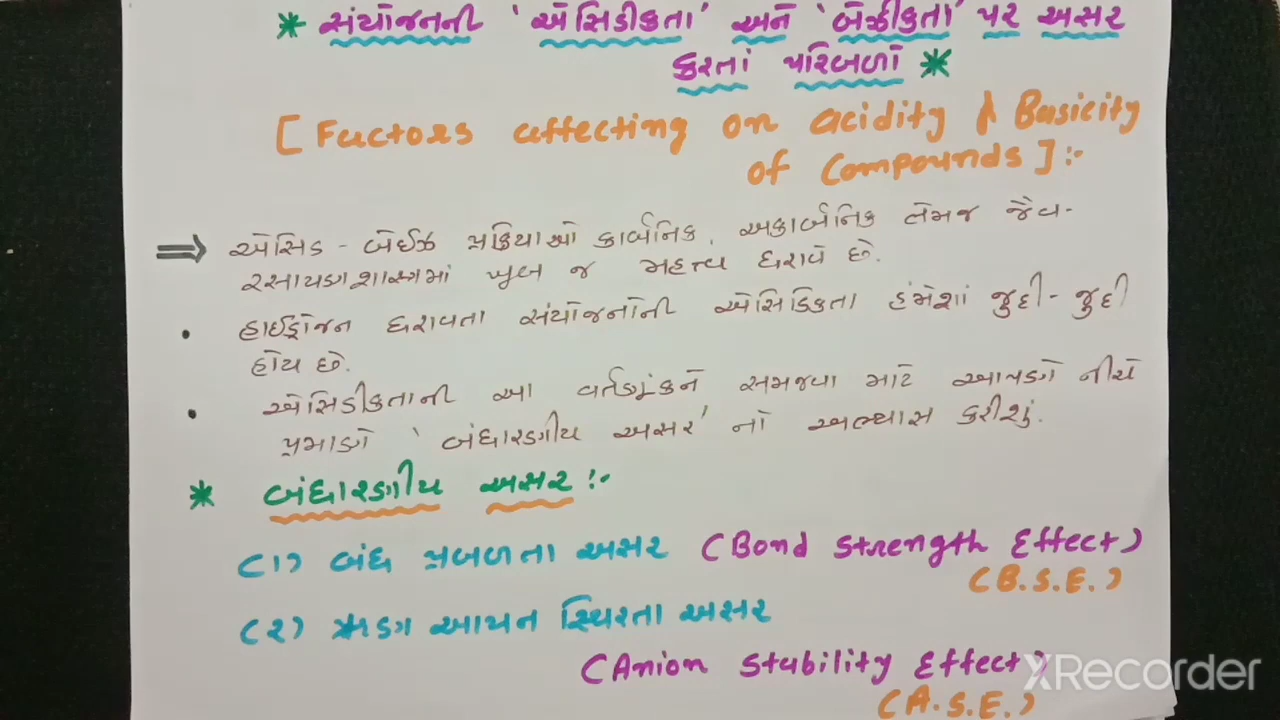 * સંયોજનની 'એસિડીકતા' અને 'બેઝીકતા' પર અસર
કરતાં પરિબળો *
[Factors affecting on acidity & Basicity
of Compounds]:-
⇒ એસિડ - બેઈઝ પ્રક્રિયાઓ કાર્બનિક, અકાર્બનિક તેમજ જૈવ-
રસાયણશાસ્ત્રમાં ખૂબ જ મહત્વ ધરાવે છે.
• હાઈડ્રોજન ધરાવતા સંયોજનોની એસિડિકતા હંમેશાં જુદી - જુદી
હોય છે.
• એસિડીકતાની આ વર્તણૂંકને સમજવા માટે આપણે નીચે
પ્રમાણે 'બંધારણીય અસર' નો અભ્યાસ કરીશું.
* બંધારણીય અસર :-
(૧) બંધ પ્રબળતા અસર (Bond Strength Effect)
(B.S.E.)
(૨) ઋણ આયન સ્થિરતા અસર
(Anion Stability Effect)
(A.S.E.)
XRecorder